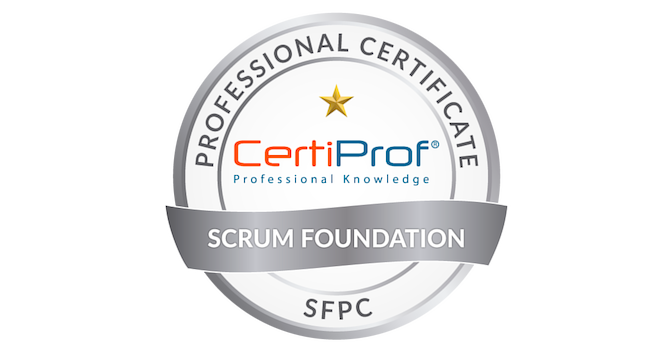 PROFESSIONAL CERTIFICATE
CertiProf®
Professional Knowledge
SCRUM FOUNDATION
SFPC